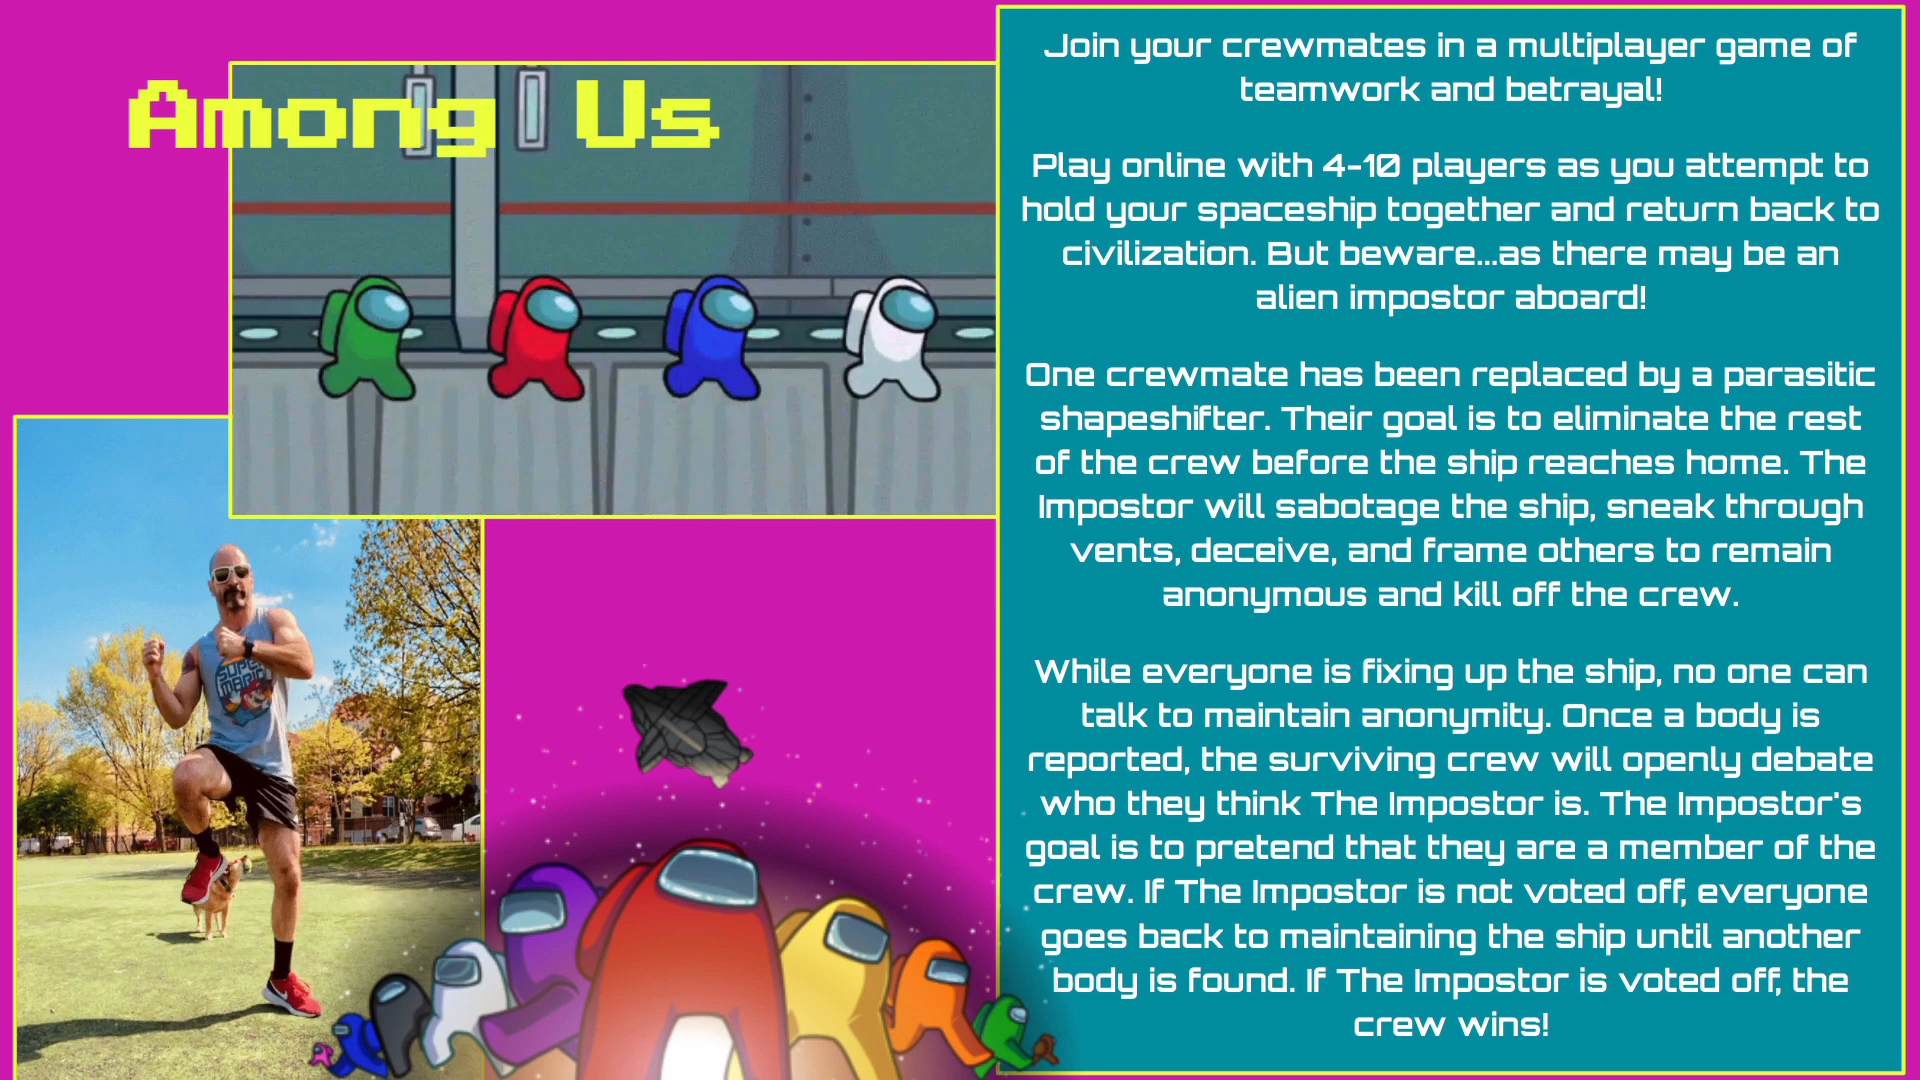 Among Us
Join your crewmates in a multiplayer game of
teamwork and betrayal!
Play online with 4-10 players as you attempt to
hold your spaceship together and return back to
civilization. But beware...as there may be an
alien impostor aboard!
One crewmate has been replaced by a parasitic
shapeshifter. Their goal is to eliminate the rest
of the crew before the ship reaches home. The
Impostor will sabotage the ship, sneak through
vents, deceive, and frame others to remain
anonymous and kill off the crew.
While everyone is fixing up the ship, no one can
talk to maintain anonymity. Once a body is
reported, the surviving crew will openly debate
who they think The Impostor is. The Impostor's
goal is to pretend that they are a member of the
crew. If The Impostor is not voted off, everyone
goes back to maintaining the ship until another
body is found. If The Impostor is voted off, the
crew wins!
SUPER
MARIO